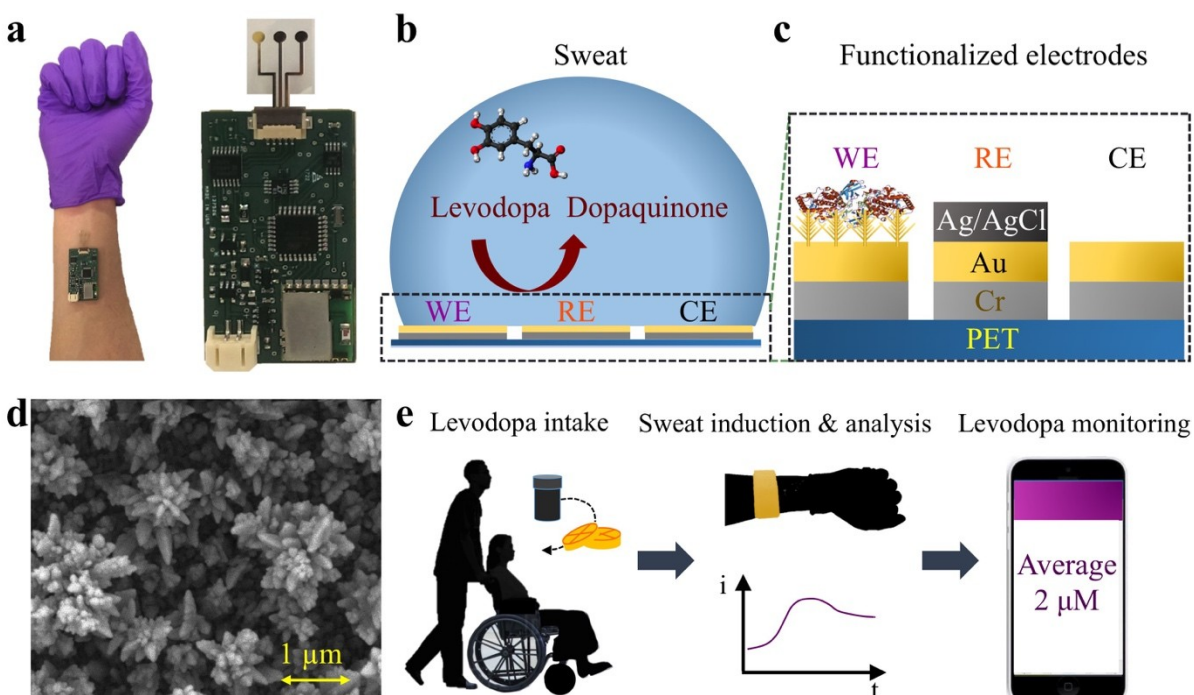 a
b
Sweat
Levodopa Dopaquinone
WE RE CE
c
Functionalized electrodes
WE RE CE
Ag/AgCl
Au
Cr
PET
d
1 µm
e
Levodopa intake
Sweat induction & analysis
i
t
Levodopa monitoring
Average
2 µM